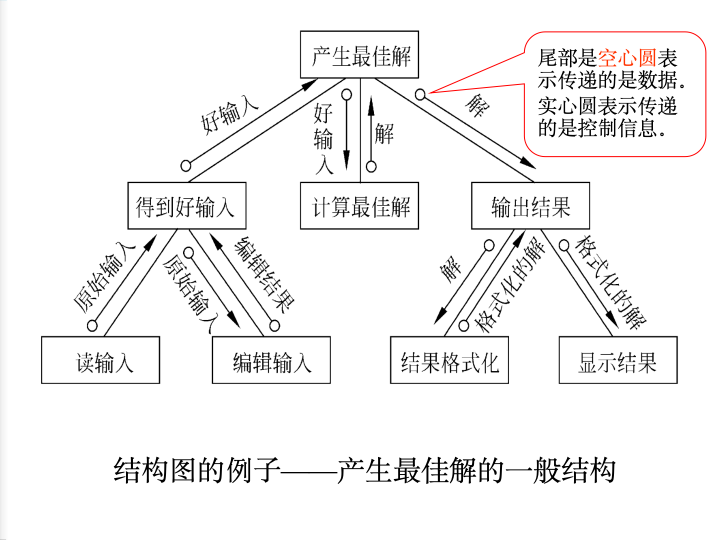 产生最佳解
尾部是空心圆表
示传递的是数据.
实心圆表示传递
的是控制信息.
好输入
好输入
解
解
得到好输入
计算最佳解
输出结果
原始输入
原始输入
编辑结果
解
格式化的解
格式化的解
读输入
编辑输入
结果格式化
显示结果
结构图的例子——产生最佳解的一般结构